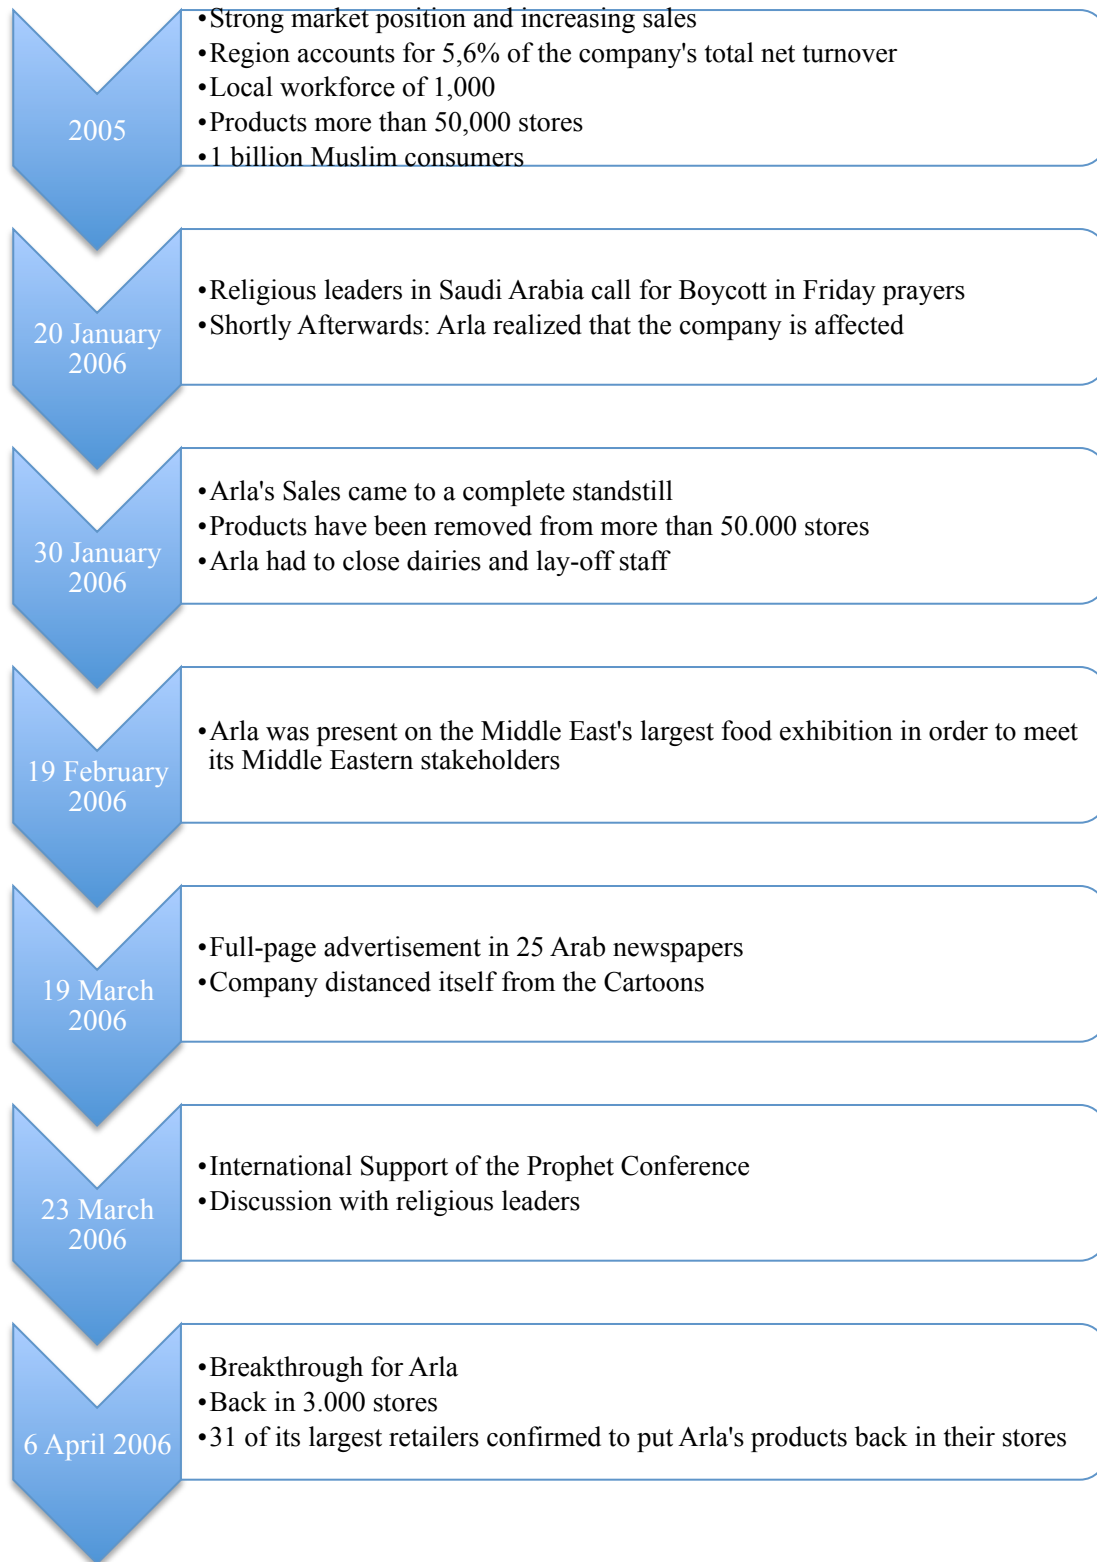 2005
•Strong market position and increasing sales
•Region accounts for 5,6% of the company's total net turnover
•Local workforce of 1,000
•Products more than 50,000 stores
•1 billion Muslim consumers
20 January
2006
•Religious leaders in Saudi Arabia call for Boycott in Friday prayers
•Shortly Afterwards: Arla realized that the company is affected
30 January
2006
•Arla's Sales came to a complete standstill
•Products have been removed from more than 50.000 stores
•Arla had to close dairies and lay-off staff
19 February
2006
•Arla was present on the Middle East's largest food exhibition in order to meet
its Middle Eastern stakeholders
19 March
2006
•Full-page advertisement in 25 Arab newspapers
•Company distanced itself from the Cartoons
23 March
2006
•International Support of the Prophet Conference
•Discussion with religious leaders
6 April 2006
•Breakthrough for Arla
•Back in 3.000 stores
•31 of its largest retailers confirmed to put Arla's products back in their stores